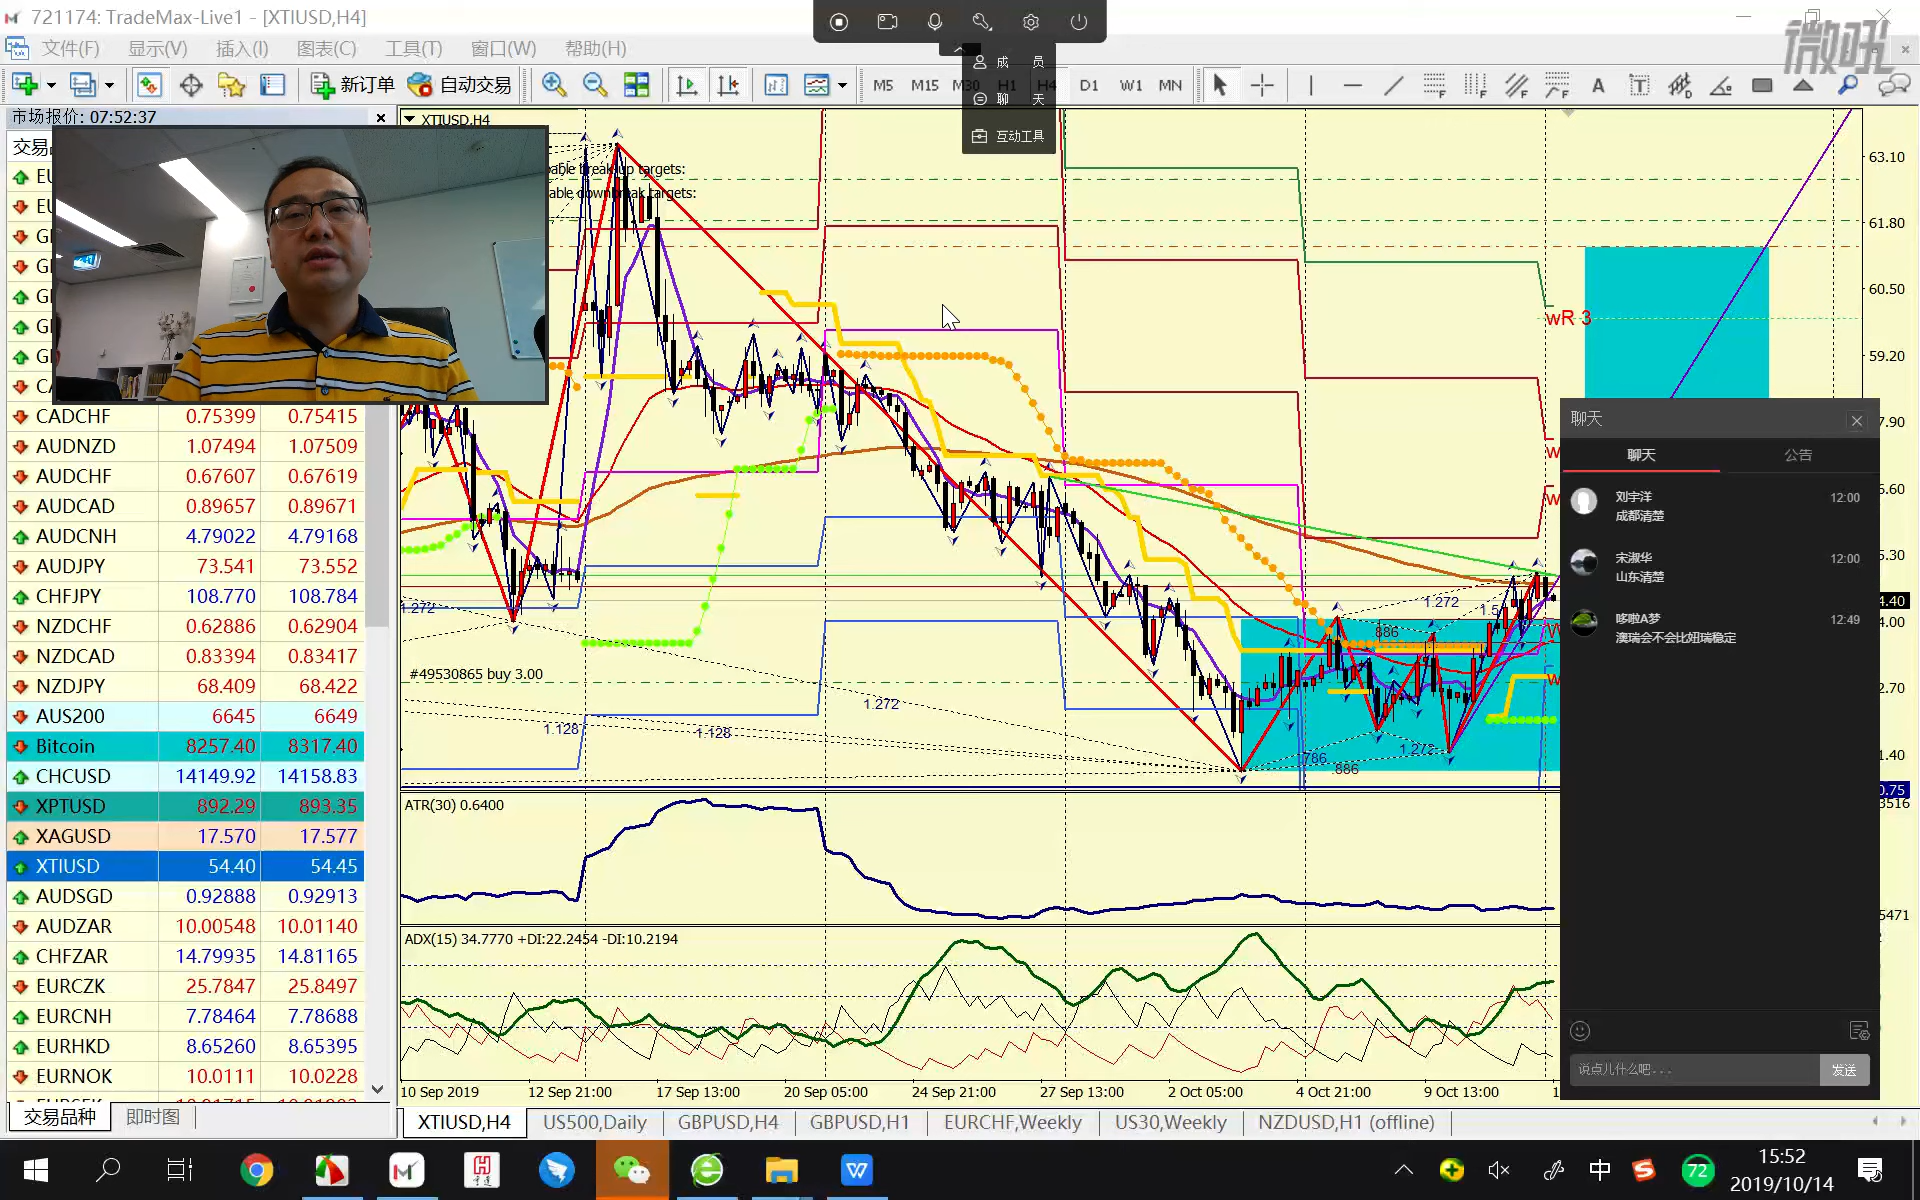 721174: TradeMax-Live1 - [XTIUSD,H4]
微吼
文件(F) 显示(V) 插入(I) 图表(C) 工具(T) 窗口(W) 帮助(H)
新订单 自动交易 M5 M15 M30 H1 H4 D1 W1 MN
成 员
聊 天
互动工具
市场报价: 07:52:37
XTIUSD,H4
targets:
targets:
CADCHF 0.75399 0.75415
AUDNZD 1.07494 1.07509
AUDCHF 0.67607 0.67619
AUDCAD 0.89657 0.89671
AUDCNH 4.79022 4.79168
AUDJPY 73.541 73.552
CHFJPY 108.770 108.784
NZDCHF 0.62886 0.62904
NZDCAD 0.83394 0.83417
NZDJPY 68.409 68.422
AUS200 6645 6649
Bitcoin 8257.40 8317.40
CHCUSD 14149.92 14158.83
XPTUSD 892.29 893.35
XAGUSD 17.570 17.577
XTIUSD 54.40 54.45
AUDSGD 0.92888 0.92913
AUDZAR 10.00548 10.01140
CHFZAR 14.79935 14.81165
EURCZK 25.7847 25.8497
EURCNH 7.78464 7.78688
EURHKD 8.65260 8.65395
EURNOK 10.0111 10.0228
交易品种 即时图
63.10
61.80
60.50
59.20
wR 3
1.272
#49530865 buy 3.00
1.128
1.128
1.272
1.272
886
1.272
.886
ATR(30) 0.6400
ADX(15) 34.7770 +DI:22.2454 -DI:10.2194
10 Sep 2019 12 Sep 21:00 17 Sep 13:00 20 Sep 05:00 24 Sep 21:00 27 Sep 13:00 2 Oct 05:00 4 Oct 21:00 9 Oct 13:00
XTIUSD,H4 US500,Daily GBPUSD,H4 GBPUSD,H1 EURCHF,Weekly US30,Weekly NZDUSD,H1 (offline)
聊天
聊天 公告
刘宇洋 12:00
成都清楚
宋淑华 12:00
山东清楚
哆啦A梦 12:49
澳瑞会不会比妞瑞稳定
说点儿什么吧...
发送
中
72
15:52
2019/10/14